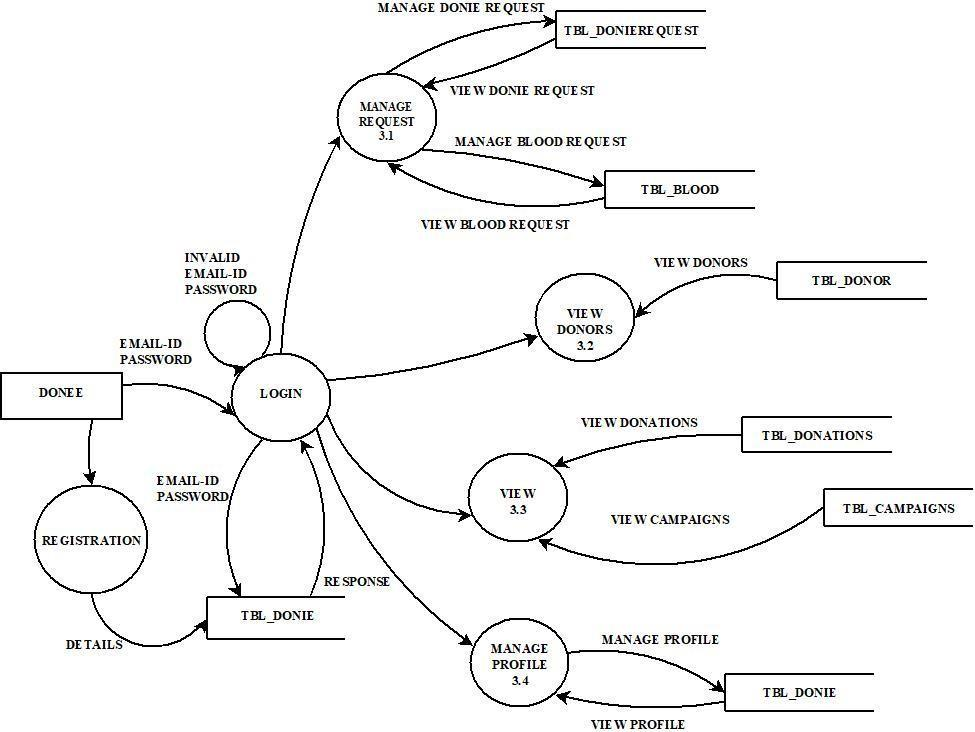 MANAGE DONIE REQUEST
TBL_DONIEREQUEST
VIEW DONIE REQUEST
MANAGE
REQUEST
3.1
MANAGE BLOOD REQUEST
TBL_BLOOD
VIEW BLOOD REQUEST
INVALID
EMAIL-ID
PASSWORD
VIEW DONORS
TBL_DONOR
VIEW
DONORS
3.2
EMAIL-ID
PASSWORD
DONEE
LOGIN
VIEW DONATIONS
TBL_DONATIONS
EMAIL-ID
PASSWORD
VIEW
3.3
VIEW CAMPAIGNS
TBL_CAMPAIGNS
REGISTRATION
RESPONSE
TBL_DONIE
DETAILS
MANAGE
PROFILE
3.4
MANAGE PROFILE
TBL_DONIE
VIEW PROFILE